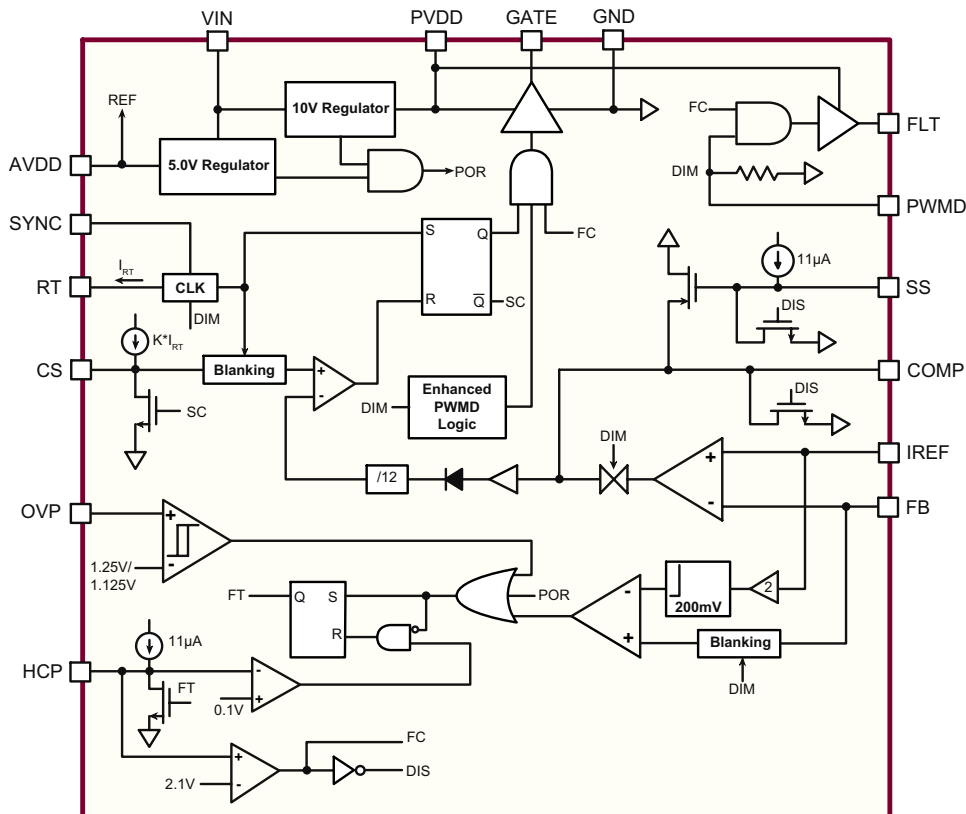 VIN
PVDD
GATE
GND
REF
10V Regulator
FC
FLT
AVDD
5.0V Regulator
POR
DIM
PWMD
SYNC
S
Q
FC
I_RT
11µA
RT
CLK
R
Q̅
SC
SS
DIM
DIS
K*I_RT
CS
Blanking
+
-
COMP
SC
DIM
Enhanced
PWMD
Logic
DIS
DIM
/12
+
-
IREF
FB
OVP
+
-
1.25V/
1.125V
FT
Q
S
R
POR
-
+
200mV
2
Blanking
DIM
11µA
HCP
FT
-
+
0.1V
FC
+
-
2.1V
DIS